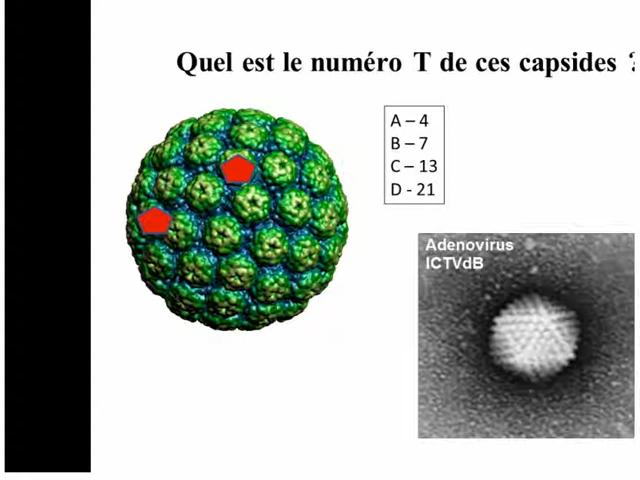 Quel est le numéro T de ces capsides ?
A – 4
B – 7
C – 13
D - 21
Adenovirus
ICTVdB